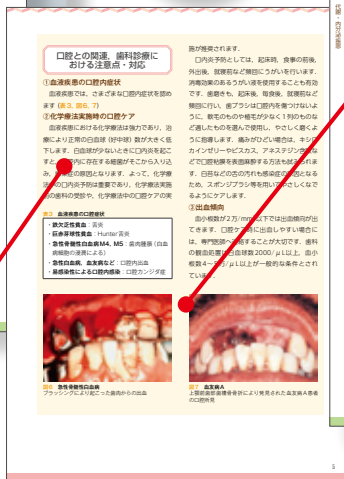 代謝・内分泌疾患
口腔との関連，歯科診療に
おける注意点・対応
①血液疾患の口腔内症状
血液疾患では，さまざまな口腔内症状を認め
ます（表3，図6，7）
②化学療法実施時の口腔ケア
血液疾患における化学療法は強力であり，治
療により正常の白血球（好中球）数が大きく低
下します．白血球が少ないときに口内炎を起こ
すと，口腔内に存在する細菌がそこから入り込
み，症の原因となります．よって，化学療
法中の口内炎予防は重要であり，化学療法実施
前の歯科の受診や，化学療法中の口腔ケアの実
施が推奨されます．
口内炎予防としては，起床時，食事の前後，
外出後，就寝前など頻回にうがいを行います．
消毒効果のあるうがい液を使用することも有効
です．歯磨きも，起床後，毎食後，就寝前など
頻回に行い，歯ブラシは口腔内を傷つけないよ
うに，軟毛のものや植毛が少なく1列のものな
ど適したものを選んで使用し，やさしく磨くよ
うに指導します．痛みがひどい場合は，キシロ
カインゼリーやビスカス，アネステジンなど
などで口腔粘膜を表面麻酔する方法も試みられま
す．白苔などの舌の汚れも感染症の原因となる
ため，スポンジブラシ等を用いてやさしくなで
るようにケアします．
③出血傾向
血小板数が2万/mm³以下では出血傾向が出
てきます．口腔ケア時に出血しやすい場合に
は，専門医師へ連絡することが大切です．歯科
の観血処置は白血球数2000/μL以上，血小
板数4～5万/μL以上が一般的な条件とされ
ています．
表3 血液疾患の口腔症状
・鉄欠乏性貧血：舌炎
・巨赤芽球性貧血：Hunter舌炎
・急性骨髄性白血病M4，M5：歯肉腫脹（白血
病細胞の浸潤による）
・急性白血病，血友病など：口腔内出血
・易感染性による口腔内感染：口腔カンジダ症
図6 急性骨髄性白血病
ブラッシングにより起こった歯肉からの出血
図7 血友病A
上顎前歯部歯槽骨骨折により発見された血友病A患者
の口腔所見
5